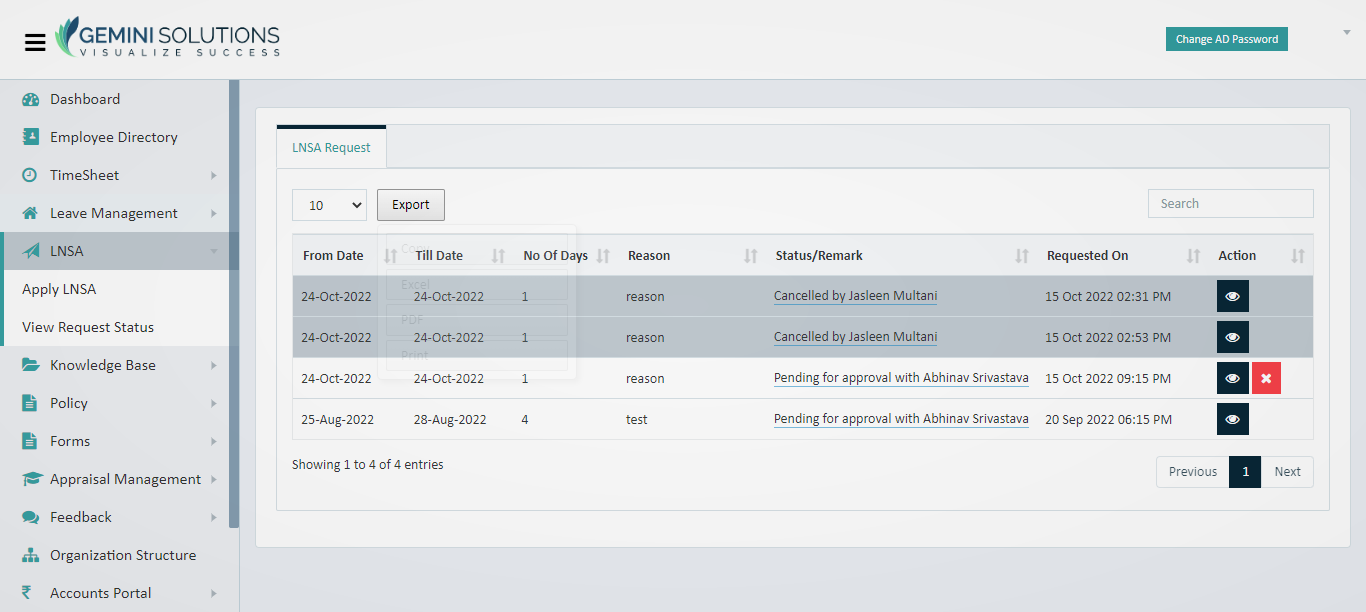 GEMINI SOLUTIONS
VISUALIZE SUCCESS
Change AD Password
Dashboard
Employee Directory
TimeSheet
Leave Management
LNSA
Apply LNSA
View Request Status
Knowledge Base
Policy
Forms
Appraisal Management
Feedback
Organization Structure
₹ Accounts Portal
LNSA Request
10 Export Search
Copy
Excel
PDF
Print
From Date Till Date No Of Days Reason Status/Remark Requested On Action
24-Oct-2022 24-Oct-2022 1 reason Cancelled by Jasleen Multani 15 Oct 2022 02:31 PM
24-Oct-2022 24-Oct-2022 1 reason Cancelled by Jasleen Multani 15 Oct 2022 02:53 PM
24-Oct-2022 24-Oct-2022 1 reason Pending for approval with Abhinav Srivastava 15 Oct 2022 09:15 PM
25-Aug-2022 28-Aug-2022 4 test Pending for approval with Abhinav Srivastava 20 Sep 2022 06:15 PM
Showing 1 to 4 of 4 entries
Previous 1 Next